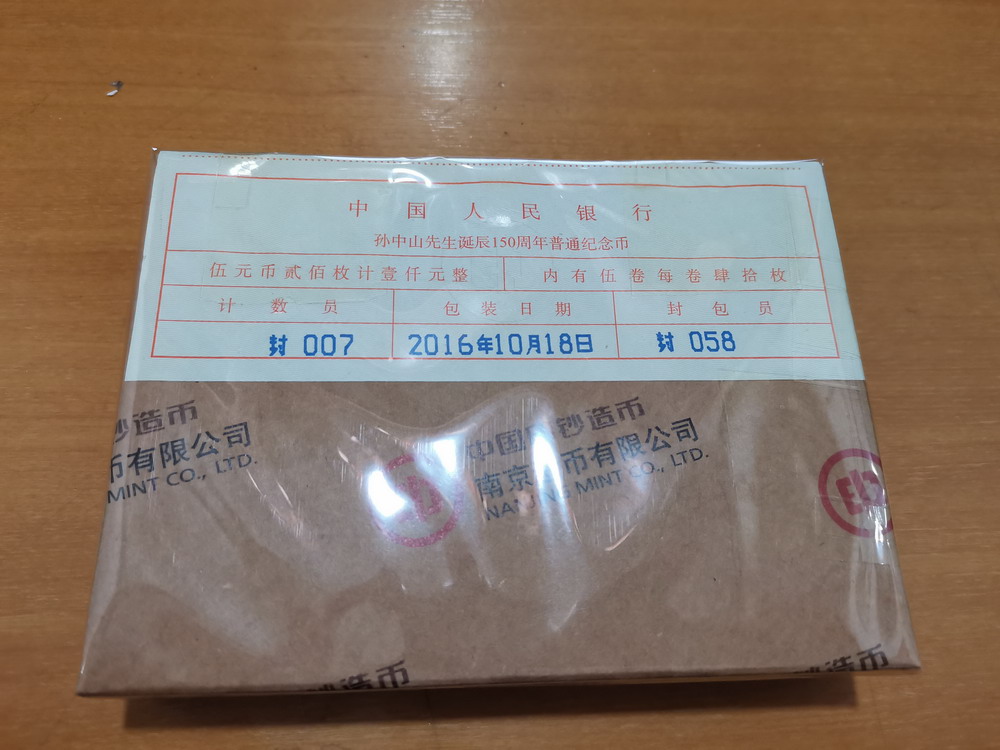 中国人民银行
孙中山先生诞辰150周年普通纪念币
伍元币贰佰枚计壹仟元整 内有伍卷每卷肆拾枚
计数员 包装日期 封包员
封 007 2016年10月18日 封 058
钞造币
币有限公司
MINT CO., LTD.
中国 钞造币
南京 币有限公司
MINT CO., LTD.
造币
钞造币